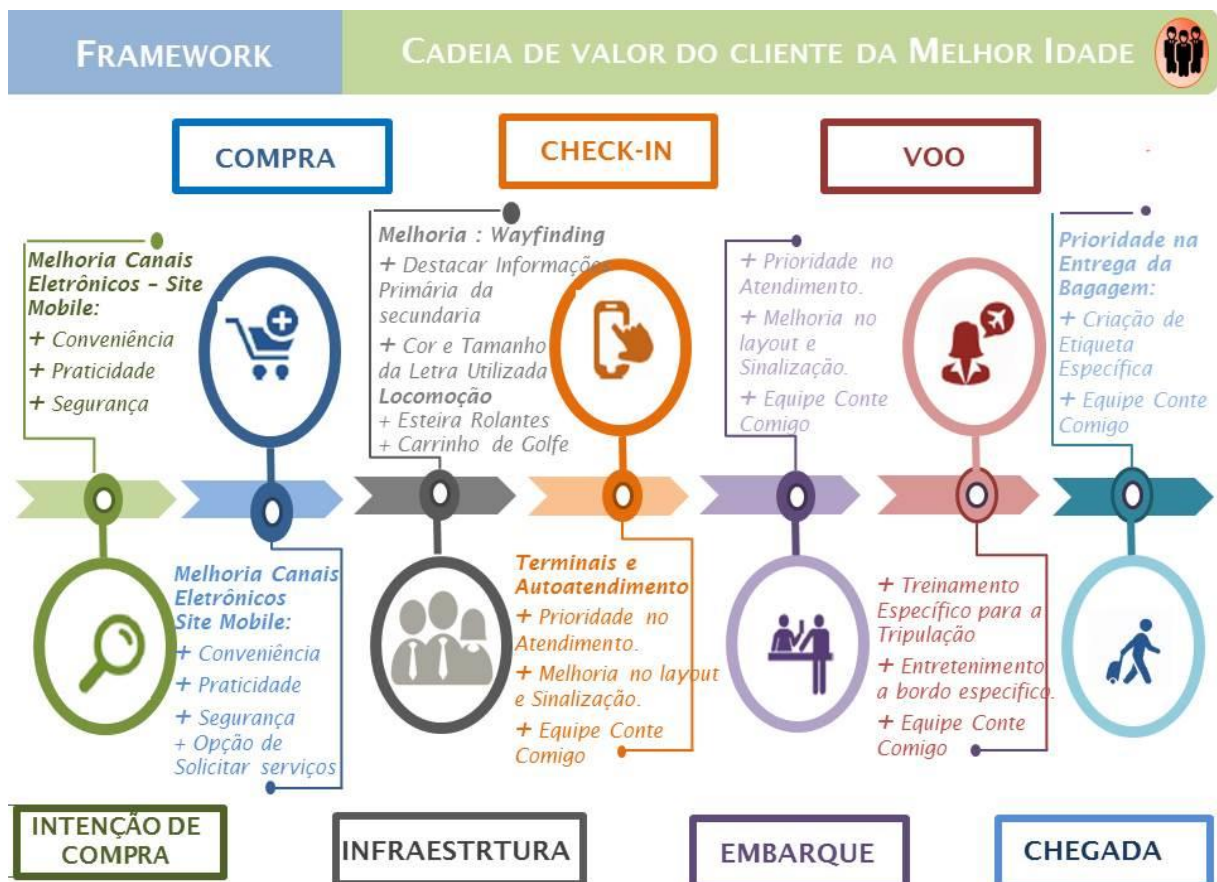 FRAMEWORK
CADEIA DE VALOR DO CLIENTE DA MELHOR IDADE
COMPRA
CHECK-IN
VOO
Melhoria Canais
Eletrônicos – Site
Mobile:
+ Conveniência
+ Praticidade
+ Segurança
Melhoria : Wayfinding
+ Destacar Informações
Primária da
secundaria
+ Cor e Tamanho
da Letra Utilizada
Locomoção
+ Esteira Rolantes
+ Carrinho de Golfe
+ Prioridade no
Atendimento.
+ Melhoria no
layout e
Sinalização.
+ Equipe Conte
Comigo
Prioridade na
Entrega da
Bagagem:
+ Criação de
Etiqueta
Específica
+ Equipe Conte
Comigo
Melhoria Canais
Eletrônicos
Site Mobile:
+ Conveniência
+ Praticidade
+ Segurança
+ Opção de
Solicitar serviços
Terminais e
Autoatendimento
+ Prioridade no
Atendimento.
+ Melhoria no layout
e Sinalização.
+ Equipe Conte
Comigo
+ Treinamento
Específico para a
Tripulação
+ Entretenimento
a bordo especifico.
+ Equipe Conte
Comigo
INTENÇÃO DE
COMPRA
INFRAESTRTURA
EMBARQUE
CHEGADA